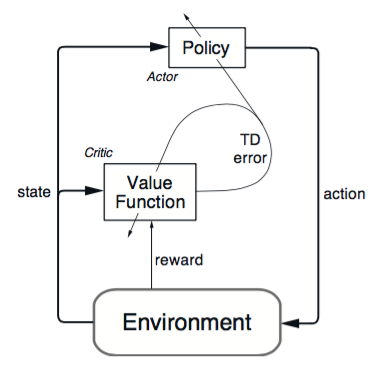 Policy
Actor
TD
error
Critic
Value
Function
state
action
reward
Environment